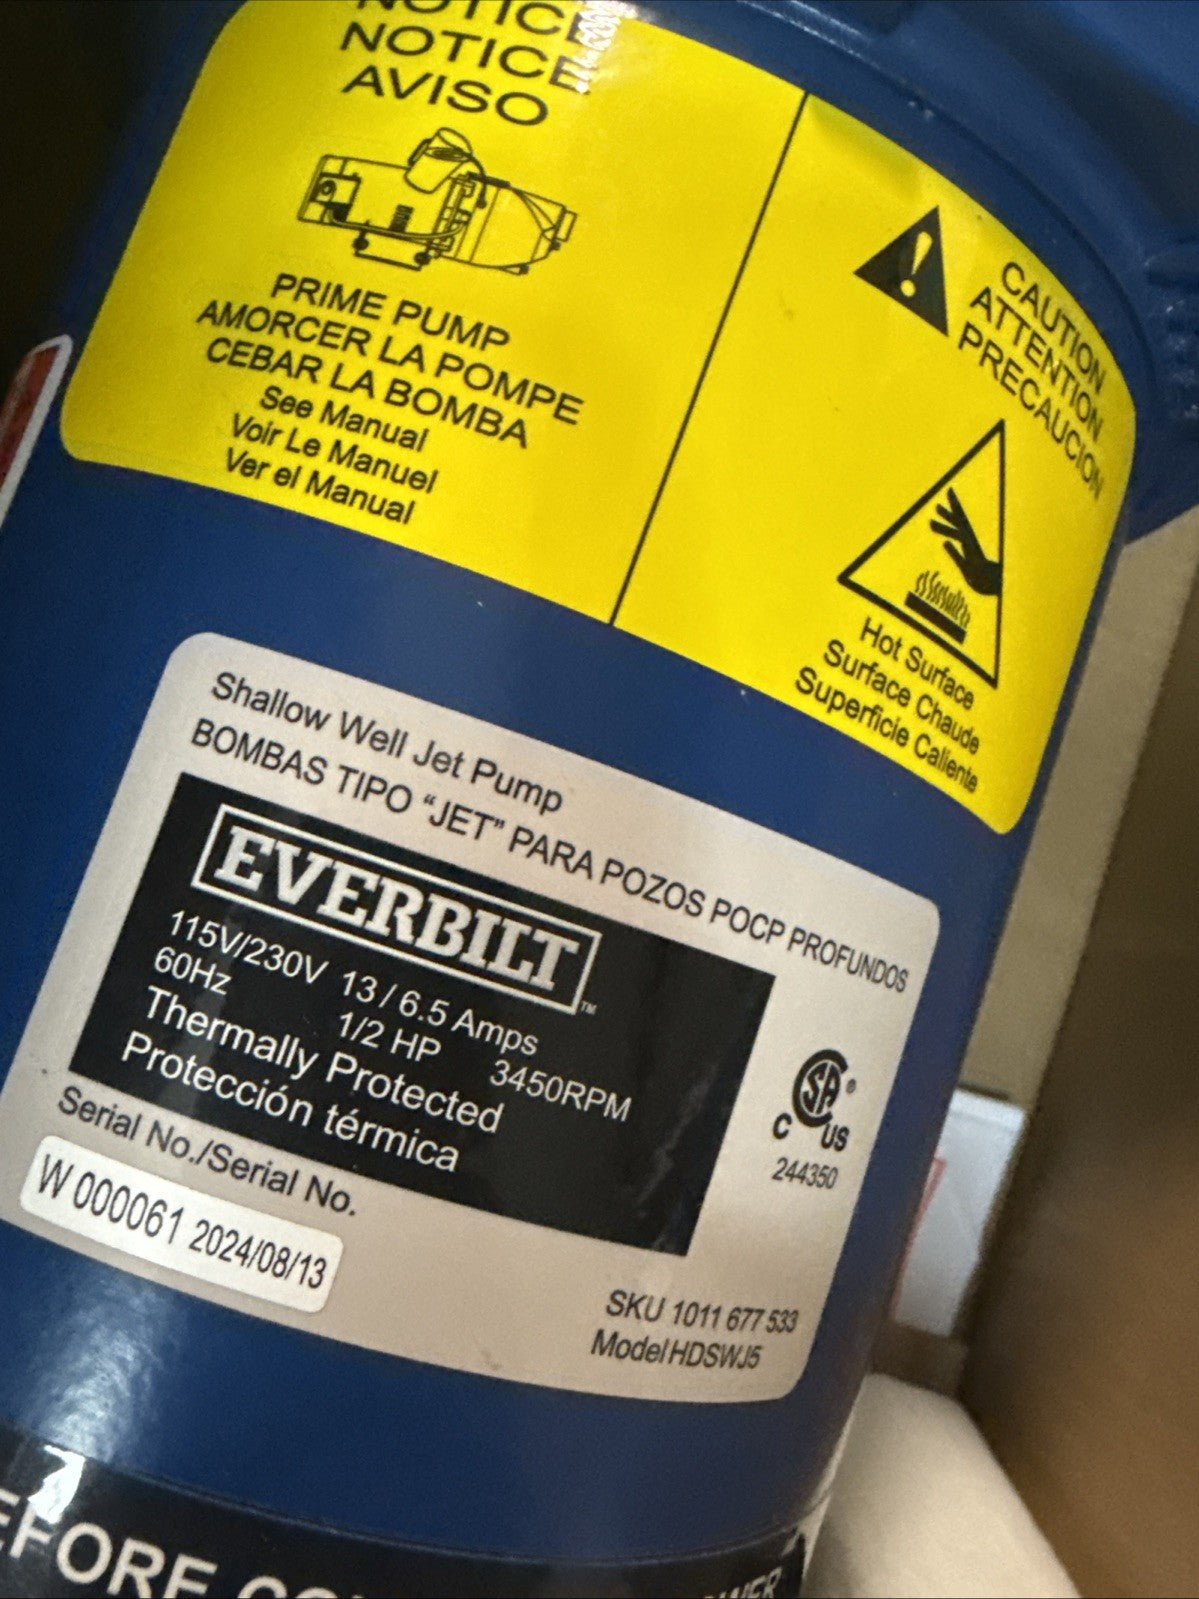 NOTICE
NOTICE
AVISO
PRIME PUMP
AMORCER LA POMPE
CEBAR LA BOMBA
See Manual
Voir Le Manuel
Ver el Manual
CAUTION
ATTENTION
PRECAUCION
Hot Surface
Surface Chaude
Superficie Caliente
Shallow Well Jet Pump
BOMBAS TIPO “JET” PARA POZOS POCP PROFUNDOS
EVERBILT™
115V/230V 13 / 6.5 Amps
60Hz 1/2 HP 3450RPM
Thermally Protected
Protección térmica
Serial No./Serial No.
W 000061 2024/08/13
SA®
C US
244350
SKU 1011 677 533
Model HDSWJ5